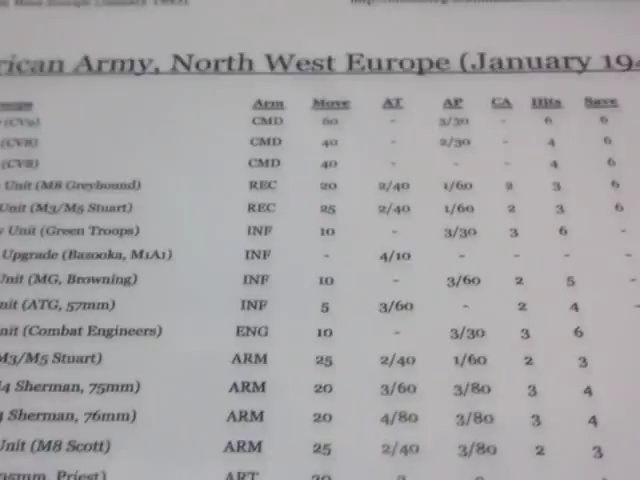 rican Army, North West Europe (January 194
Arm Move AT AP CA Hits Save
CMD 60 - 3/30 - 6 6
(CV8) CMD 40 - 2/30 - 4 6
(CV8) CMD 40 - - - 4 6
Unit (M8 Greyhound) REC 20 2/40 1/60 2 3 6
Unit (M3/M5 Stuart) REC 25 2/40 1/60 2 3 6
Unit (Green Troops) INF 10 - 3/30 3 6 -
Upgrade (Bazooka, M1A1) INF - 4/10 - - - -
Unit (MG, Browning) INF 10 - 3/60 2 5 -
nit (ATG, 57mm) INF 5 3/60 - 2 4 -
nit (Combat Engineers) ENG 10 - 3/30 3 6 -
M3/M5 Stuart) ARM 25 2/40 1/60 2 3
4 Sherman, 75mm) ARM 20 3/60 3/80 3 4
4 Sherman, 76mm) ARM 20 4/80 3/80 3 4
Unit (M8 Scott) ARM 25 2/40 3/80 2 3
Priest) ART